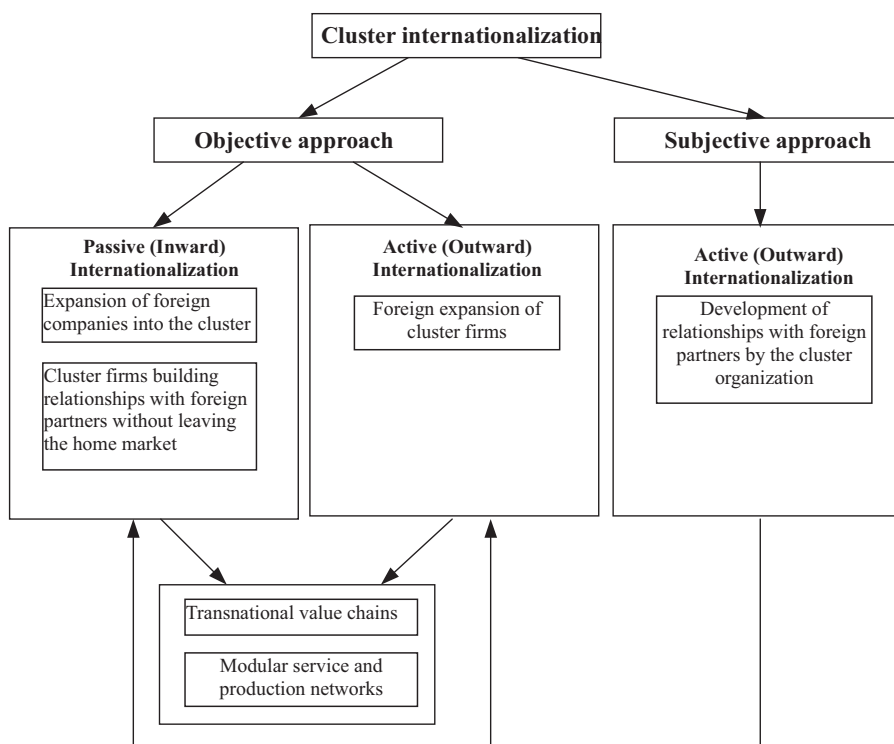 Cluster internationalization
Objective approach
Subjective approach
Passive (Inward)
Internationalization
Expansion of foreign
companies into the cluster
Cluster firms building
relationships with foreign
partners without leaving
the home market
Active (Outward)
Internationalization
Foreign expansion of
cluster firms
Active (Outward)
Internationalization
Development of
relationships with foreign
partners by the cluster
organization
Transnational value chains
Modular service and
production networks